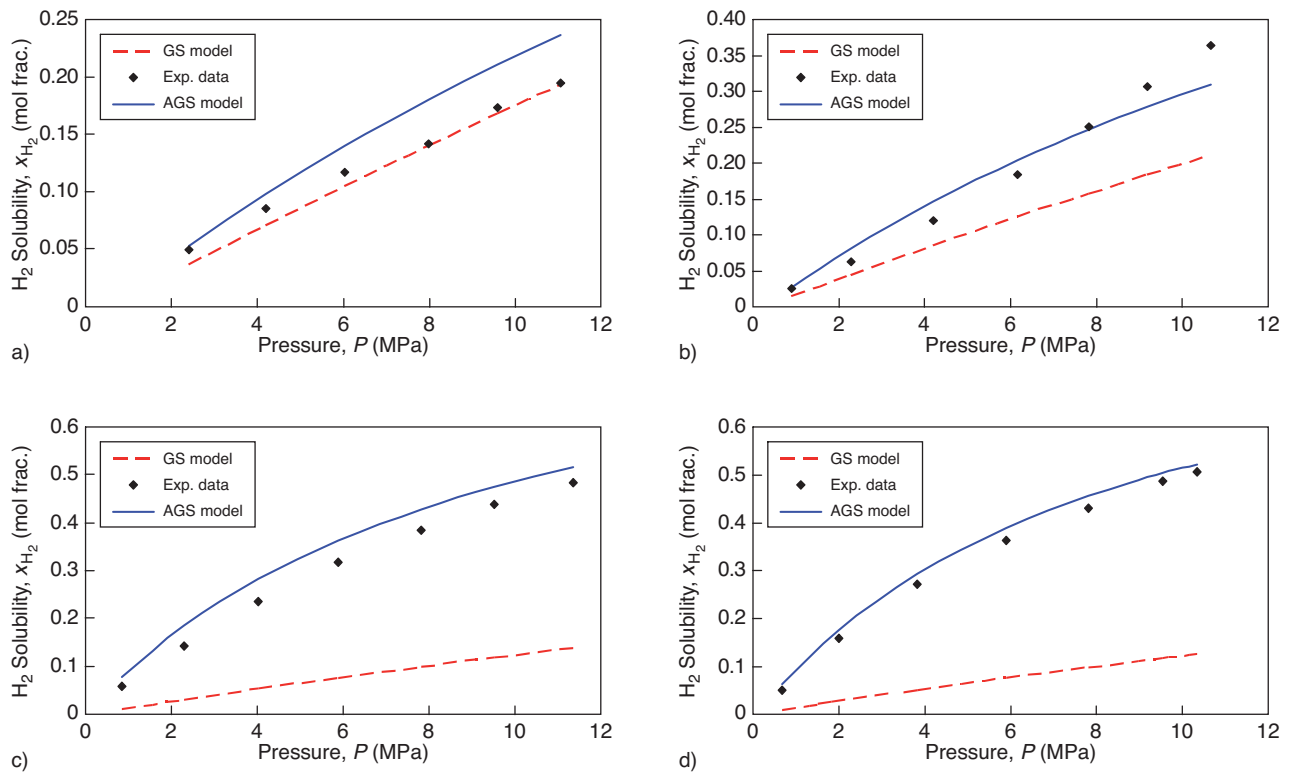 H2 Solubility, xH2 (mol frac.)
0.25
0.20
0.15
0.10
0.05
0
GS model
Exp. data
AGS model
0 2 4 6 8 10 12
Pressure, P (MPa)
a)
H2 Solubility, xH2 (mol frac.)
0.40
0.35
0.30
0.25
0.20
0.15
0.10
0.05
0
GS model
Exp. data
AGS model
0 2 4 6 8 10 12
Pressure, P (MPa)
b)
H2 Solubility, xH2 (mol frac.)
0.6
0.5
0.4
0.3
0.2
0.1
0
GS model
Exp. data
AGS model
0 2 4 6 8 10 12
Pressure, P (MPa)
c)
H2 Solubility, xH2 (mol frac.)
0.6
0.5
0.4
0.3
0.2
0.1
0
GS model
Exp. data
AGS model
0 2 4 6 8 10 12
Pressure, P (MPa)
d)